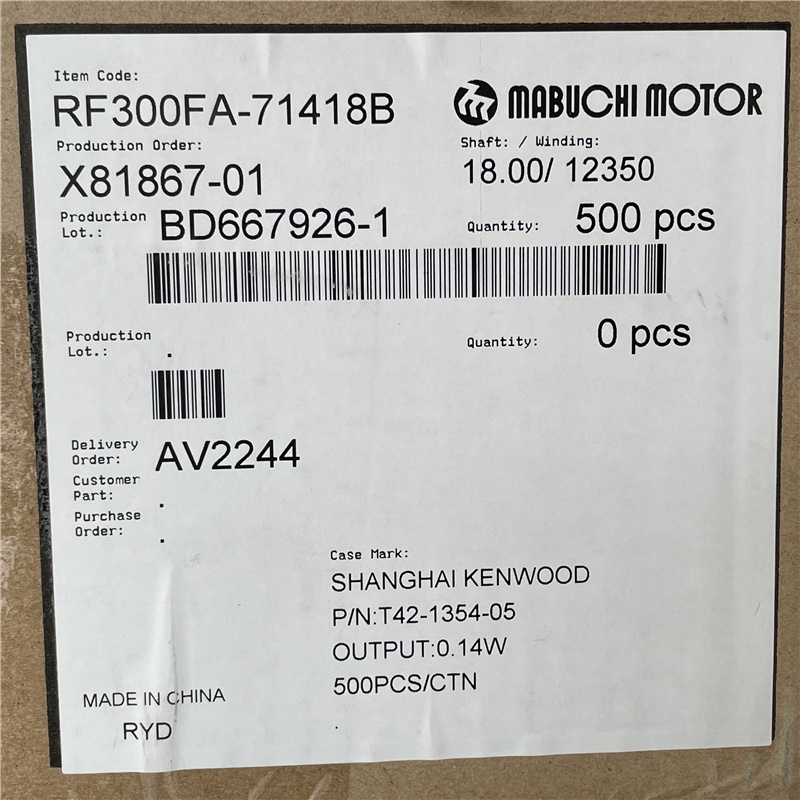 Item Code:
RF300FA-71418B
MABUCHI MOTOR
Production Order:
Shaft: / Winding:
X81867-01
18.00/ 12350
Production
Lot.:
BD667926-1
Quantity:
500 pcs
Production
Lot.:
.
Quantity:
0 pcs
Delivery
Order:
AV2244
Customer
Part:
.
Purchase
Order:
.
Case Mark:
SHANGHAI KENWOOD
P/N:T42-1354-05
OUTPUT:0.14W
500PCS/CTN
MADE IN CHINA
RYD
.